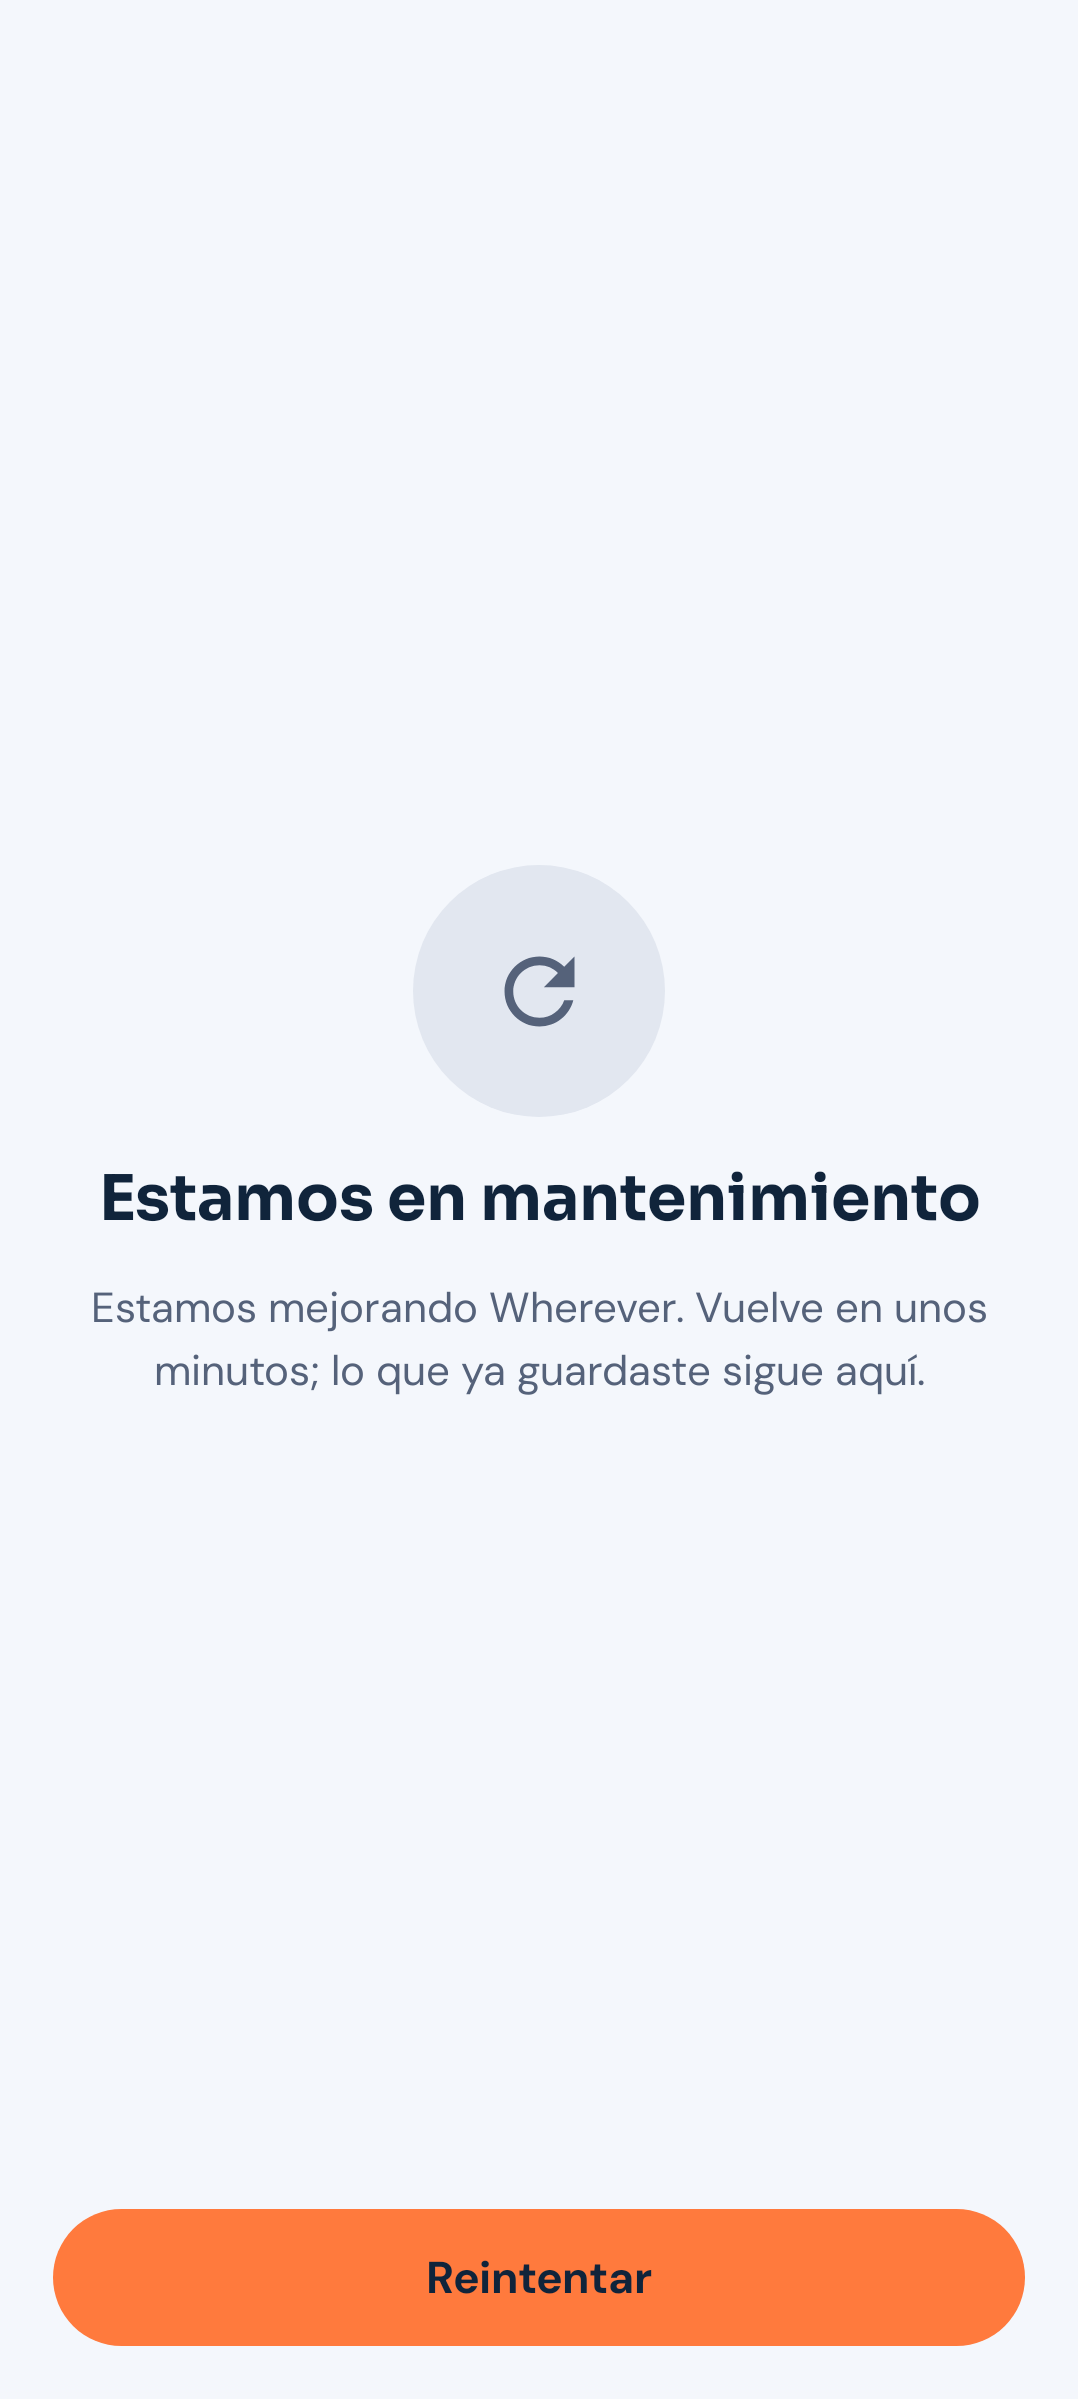 Estamos en mantenimiento
Estamos mejorando Wherever. Vuelve en unos
minutos; lo que ya guardaste sigue aquí.
Reintentar